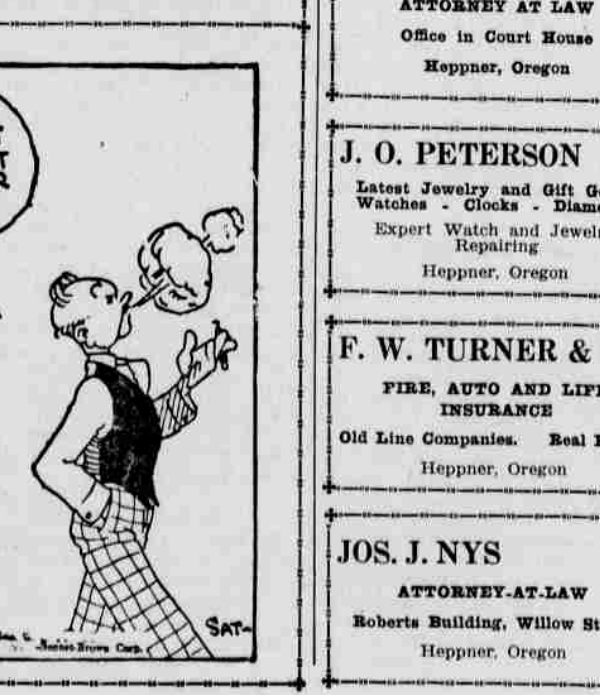 ATTORNEY AT LAW
Office in Court House
Heppner, Oregon
J. O. PETERSON
Latest Jewelry and Gift
Watches - Clocks -
Expert Watch and
Repairing
Heppner, Oregon
F. W. TURNER &
FIRE, AUTO AND
INSURANCE
Old Line Companies. Real
Heppner, Oregon
JOS. J. NYS
ATTORNEY-AT-LAW
Roberts Building, Willow
Heppner, Oregon
SAT-